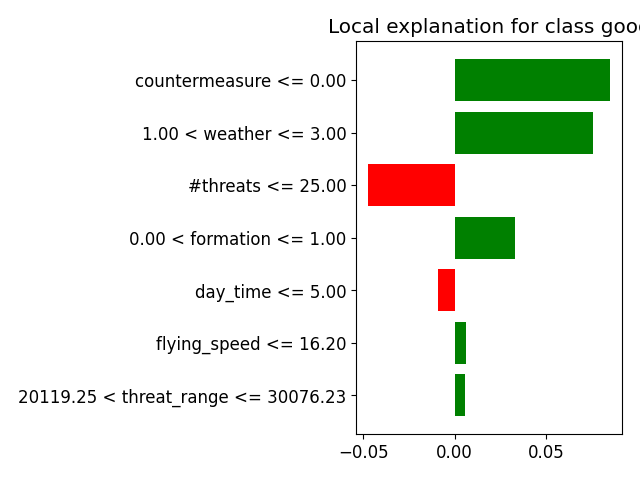 Local explanation for class good
countermeasure <= 0.00
1.00 < weather <= 3.00
#threats <= 25.00
0.00 < formation <= 1.00
day_time <= 5.00
flying_speed <= 16.20
20119.25 < threat_range <= 30076.23
−0.05 0.00 0.05